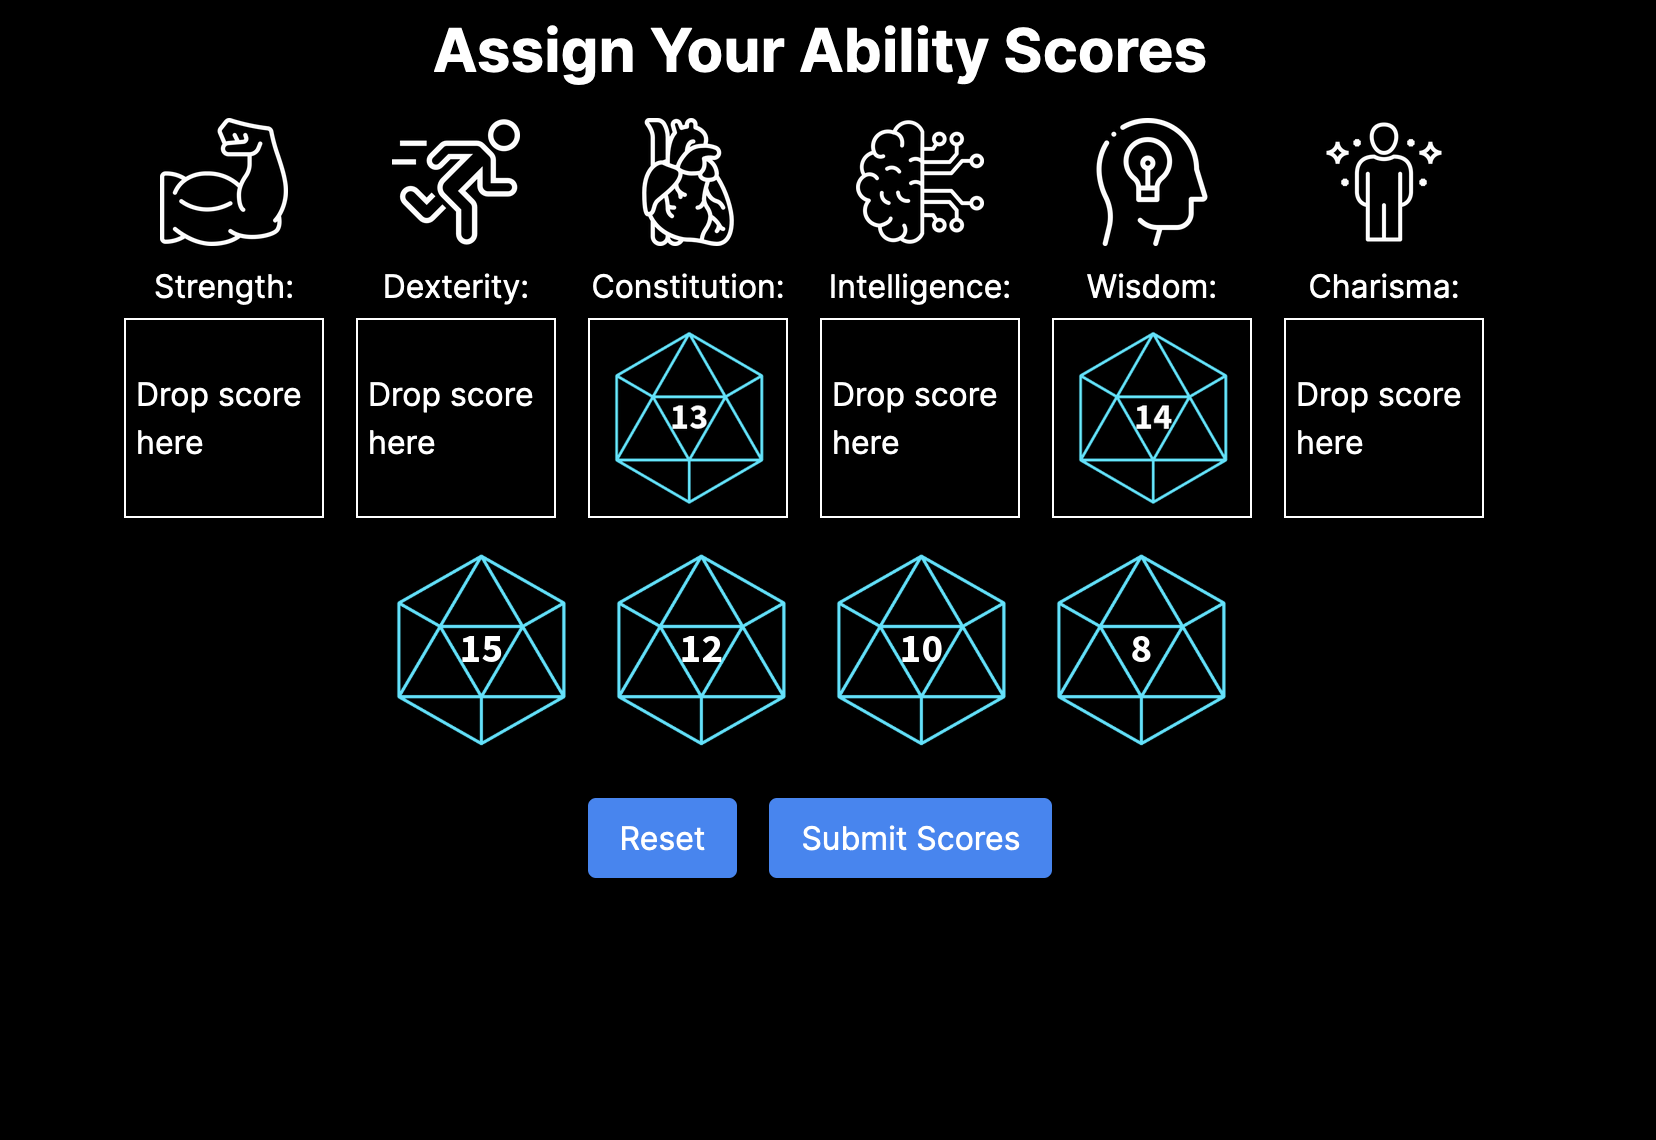 Assign Your Ability Scores
Strength:
Dexterity:
Constitution:
Intelligence:
Wisdom:
Charisma:
Drop score
here
Drop score
here
13
Drop score
here
14
Drop score
here
15
12
10
8
Reset
Submit Scores